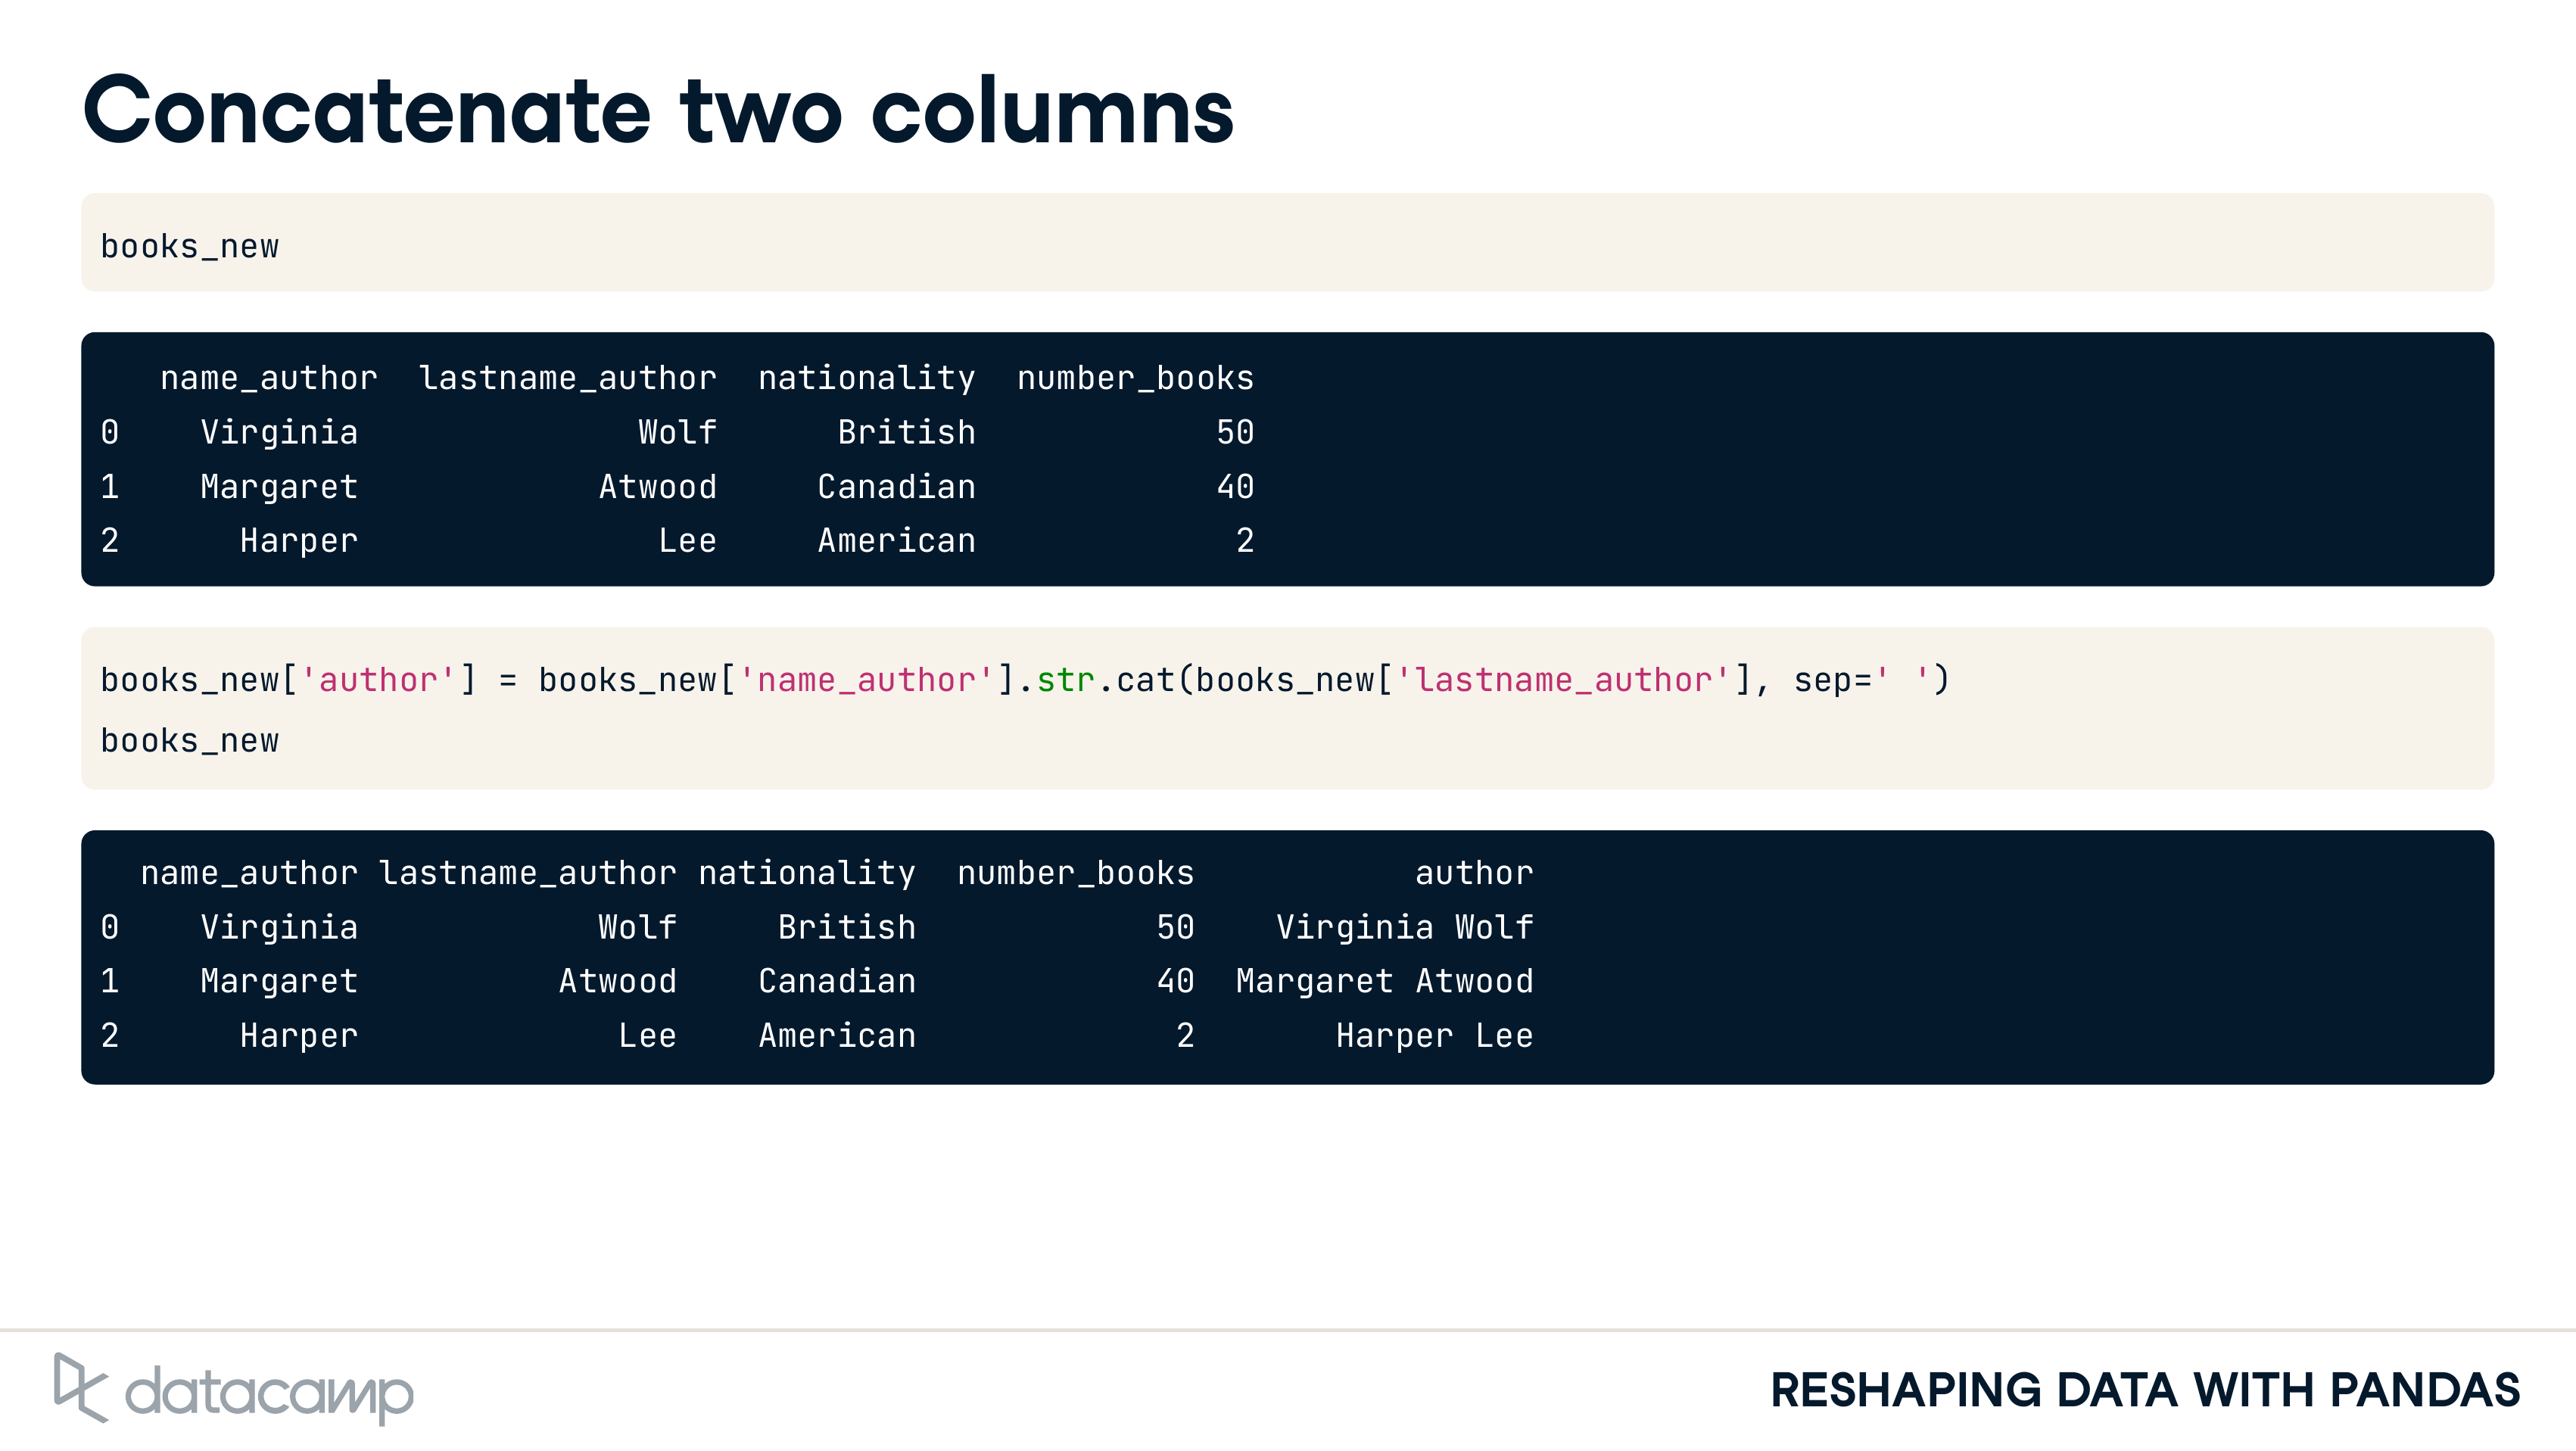 Concatenate two columns
books_new
name_author lastname_author nationality number_books
0 Virginia Wolf British 50
1 Margaret Atwood Canadian 40
2 Harper Lee American 2
books_new['author'] = books_new['name_author'].str.cat(books_new['lastname_author'], sep=' ')
books_new
name_author lastname_author nationality number_books author
0 Virginia Wolf British 50 Virginia Wolf
1 Margaret Atwood Canadian 40 Margaret Atwood
2 Harper Lee American 2 Harper Lee
datacamp
RESHAPING DATA WITH PANDAS